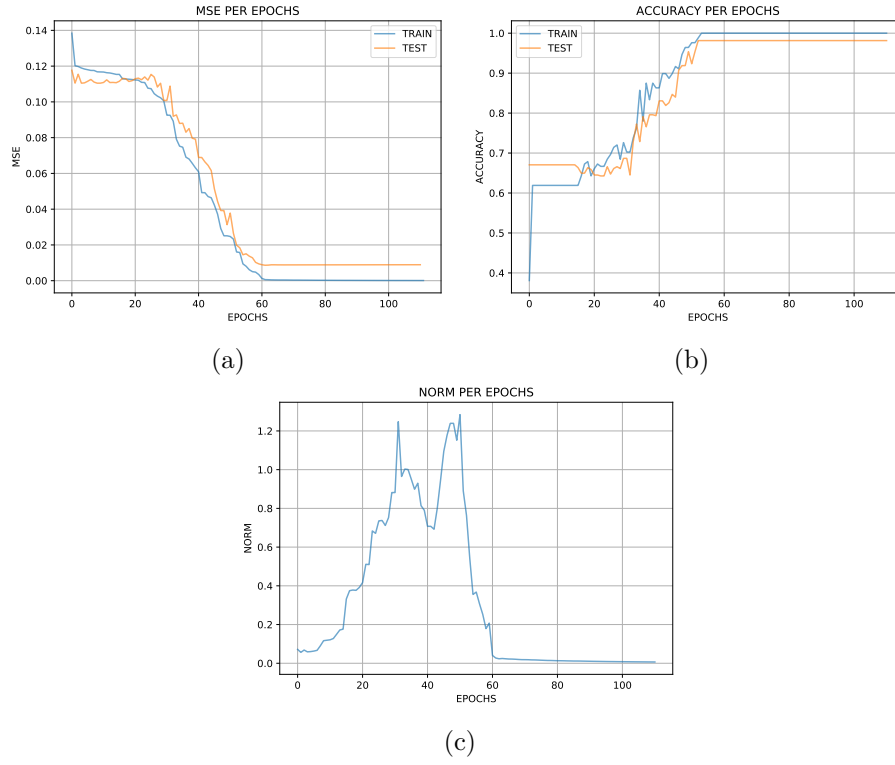 MSE PER EPOCHS
0.14
0.12
0.10
0.08
0.06
0.04
0.02
0.00
MSE
TRAIN
TEST
0 20 40 60 80 100
EPOCHS
(a)
ACCURACY PER EPOCHS
1.0
0.9
0.8
0.7
0.6
0.5
0.4
ACCURACY
TRAIN
TEST
0 20 40 60 80 100
EPOCHS
(b)
NORM PER EPOCHS
1.2
1.0
0.8
0.6
0.4
0.2
0.0
NORM
0 20 40 60 80 100
EPOCHS
(c)